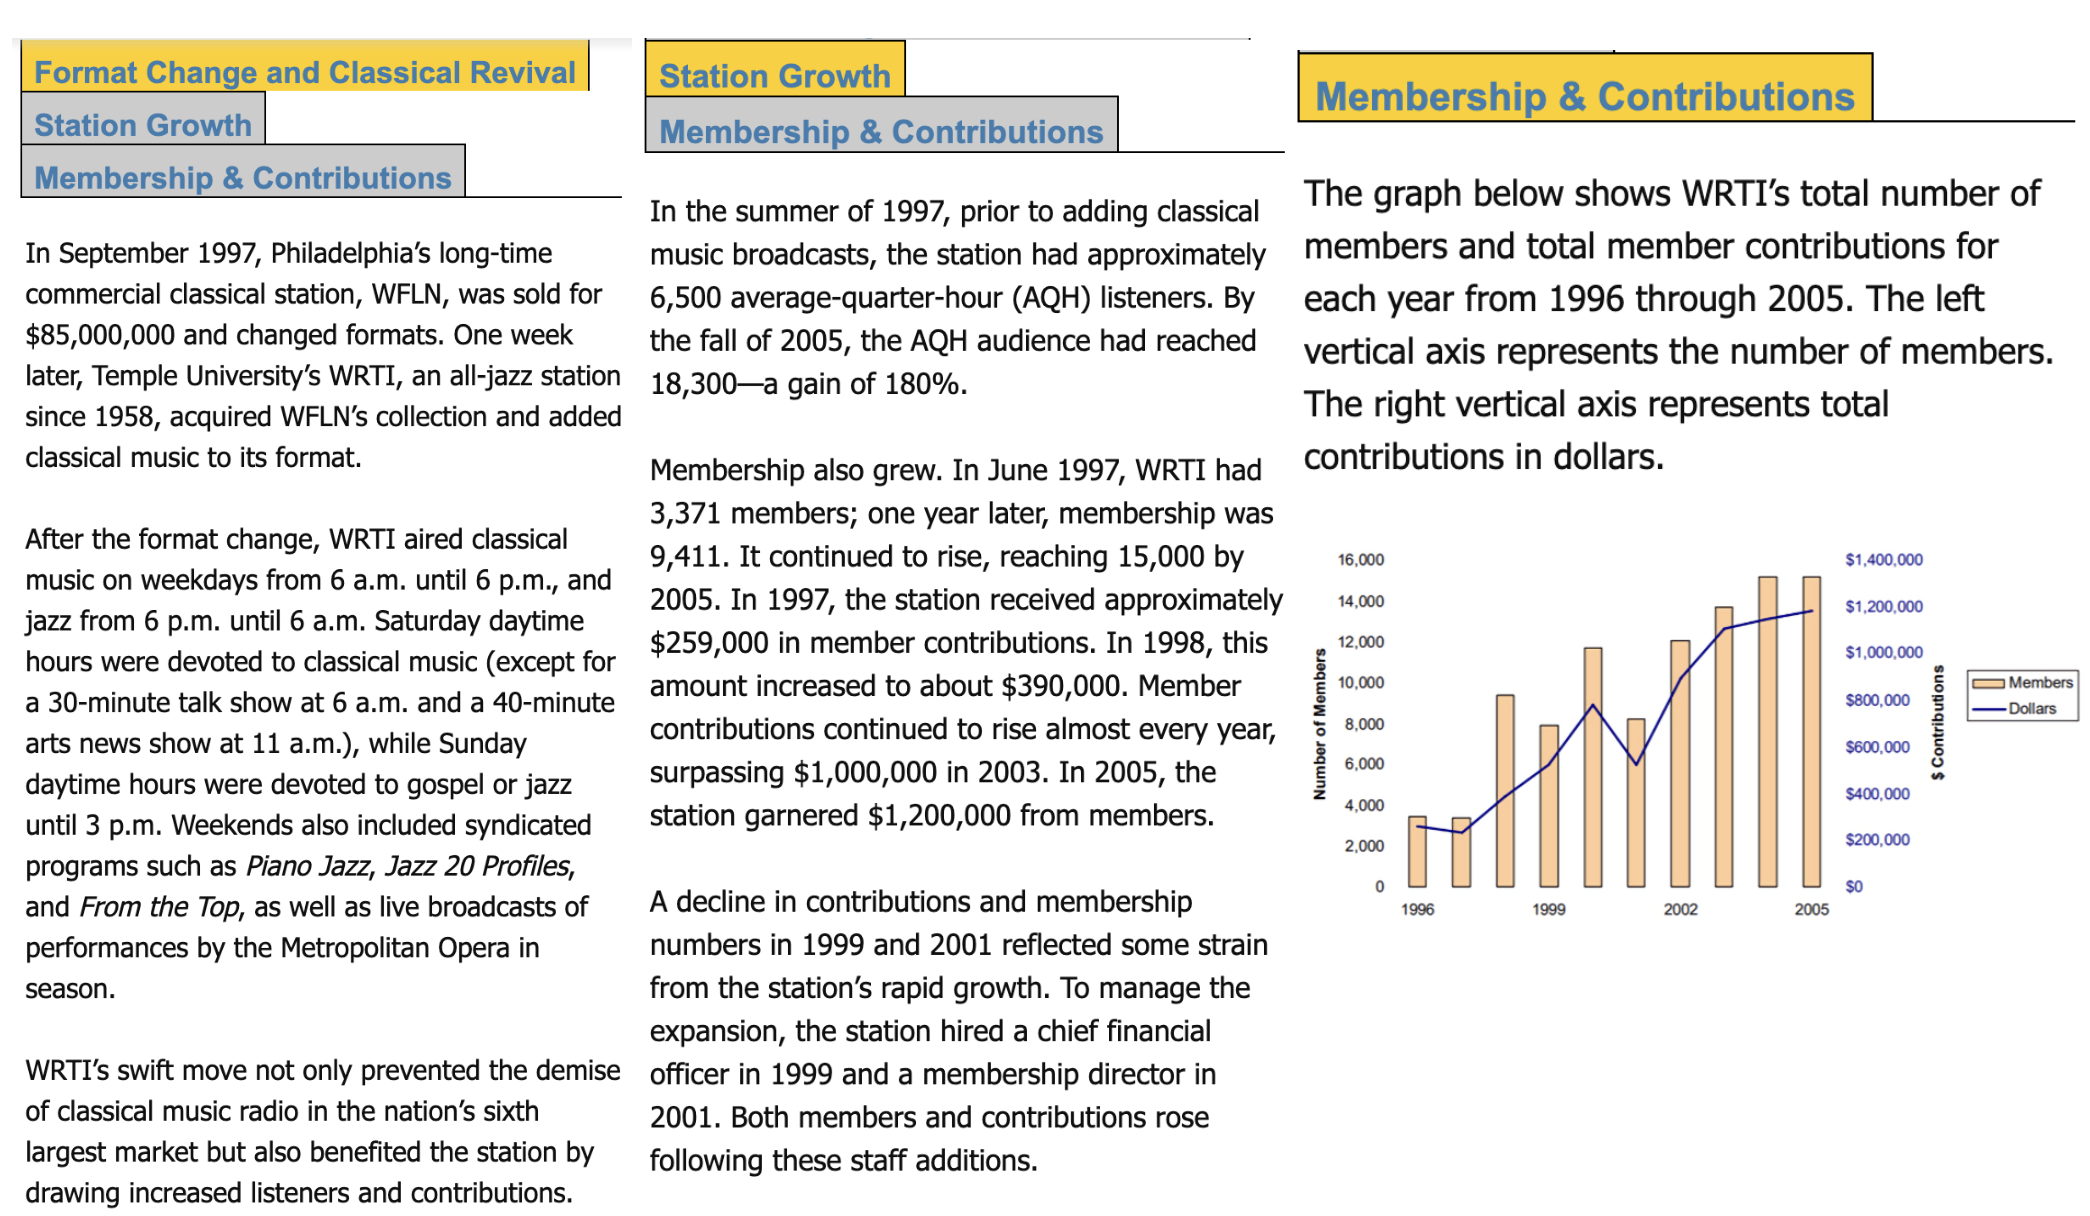 Format Change and Classical Revival
Station Growth
Membership & Contributions
In September 1997, Philadelphia’s long-time
commercial classical station, WFLN, was sold for
$85,000,000 and changed formats. One week
later, Temple University’s WRTI, an all-jazz station
since 1958, acquired WFLN’s collection and added
classical music to its format.
After the format change, WRTI aired classical
music on weekdays from 6 a.m. until 6 p.m., and
jazz from 6 p.m. until 6 a.m. Saturday daytime
hours were devoted to classical music (except for
a 30-minute talk show at 6 a.m. and a 40-minute
arts news show at 11 a.m.), while Sunday
daytime hours were devoted to gospel or jazz
until 3 p.m. Weekends also included syndicated
programs such as Piano Jazz, Jazz 20 Profiles,
and From the Top, as well as live broadcasts of
performances by the Metropolitan Opera in
season.
WRTI’s swift move not only prevented the demise
of classical music radio in the nation’s sixth
largest market but also benefited the station by
drawing increased listeners and contributions.
Station Growth
Membership & Contributions
In the summer of 1997, prior to adding classical
music broadcasts, the station had approximately
6,500 average-quarter-hour (AQH) listeners. By
the fall of 2005, the AQH audience had reached
18,300—a gain of 180%.
Membership also grew. In June 1997, WRTI had
3,371 members; one year later, membership was
9,411. It continued to rise, reaching 15,000 by
2005. In 1997, the station received approximately
$259,000 in member contributions. In 1998, this
amount increased to about $390,000. Member
contributions continued to rise almost every year,
surpassing $1,000,000 in 2003. In 2005, the
station garnered $1,200,000 from members.
A decline in contributions and membership
numbers in 1999 and 2001 reflected some strain
from the station’s rapid growth. To manage the
expansion, the station hired a chief financial
officer in 1999 and a membership director in
2001. Both members and contributions rose
following these staff additions.
Membership & Contributions
The graph below shows WRTI’s total number of
members and total member contributions for
each year from 1996 through 2005. The left
vertical axis represents the number of members.
The right vertical axis represents total
contributions in dollars.
Number of Members
16,000
14,000
12,000
10,000
8,000
6,000
4,000
2,000
0
1996
1999
2002
2005
$1,400,000
$1,200,000
$1,000,000
$800,000
$600,000
$400,000
$200,000
$0
$ Contributions
Members
Dollars